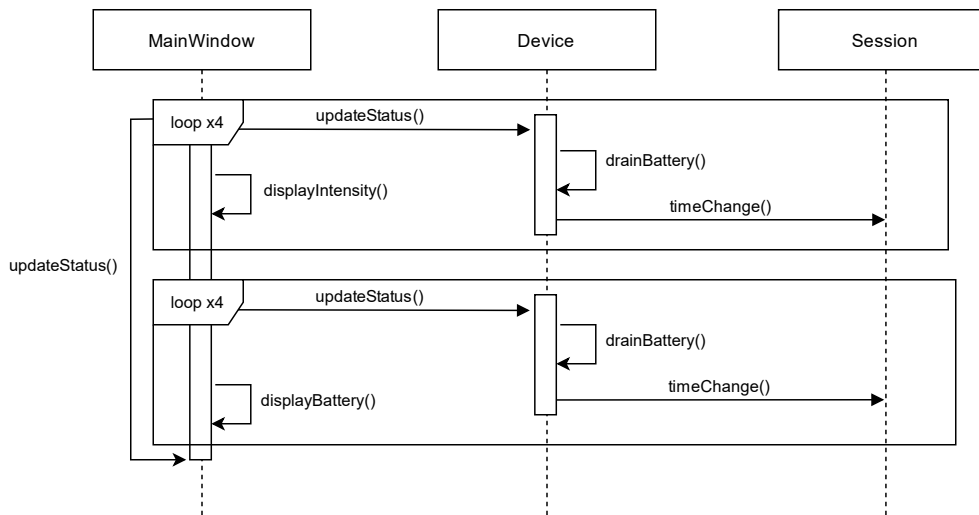 MainWindow
Device
Session
loop x4
updateStatus()
drainBattery()
displayIntensity()
timeChange()
updateStatus()
loop x4
updateStatus()
drainBattery()
timeChange()
displayBattery()